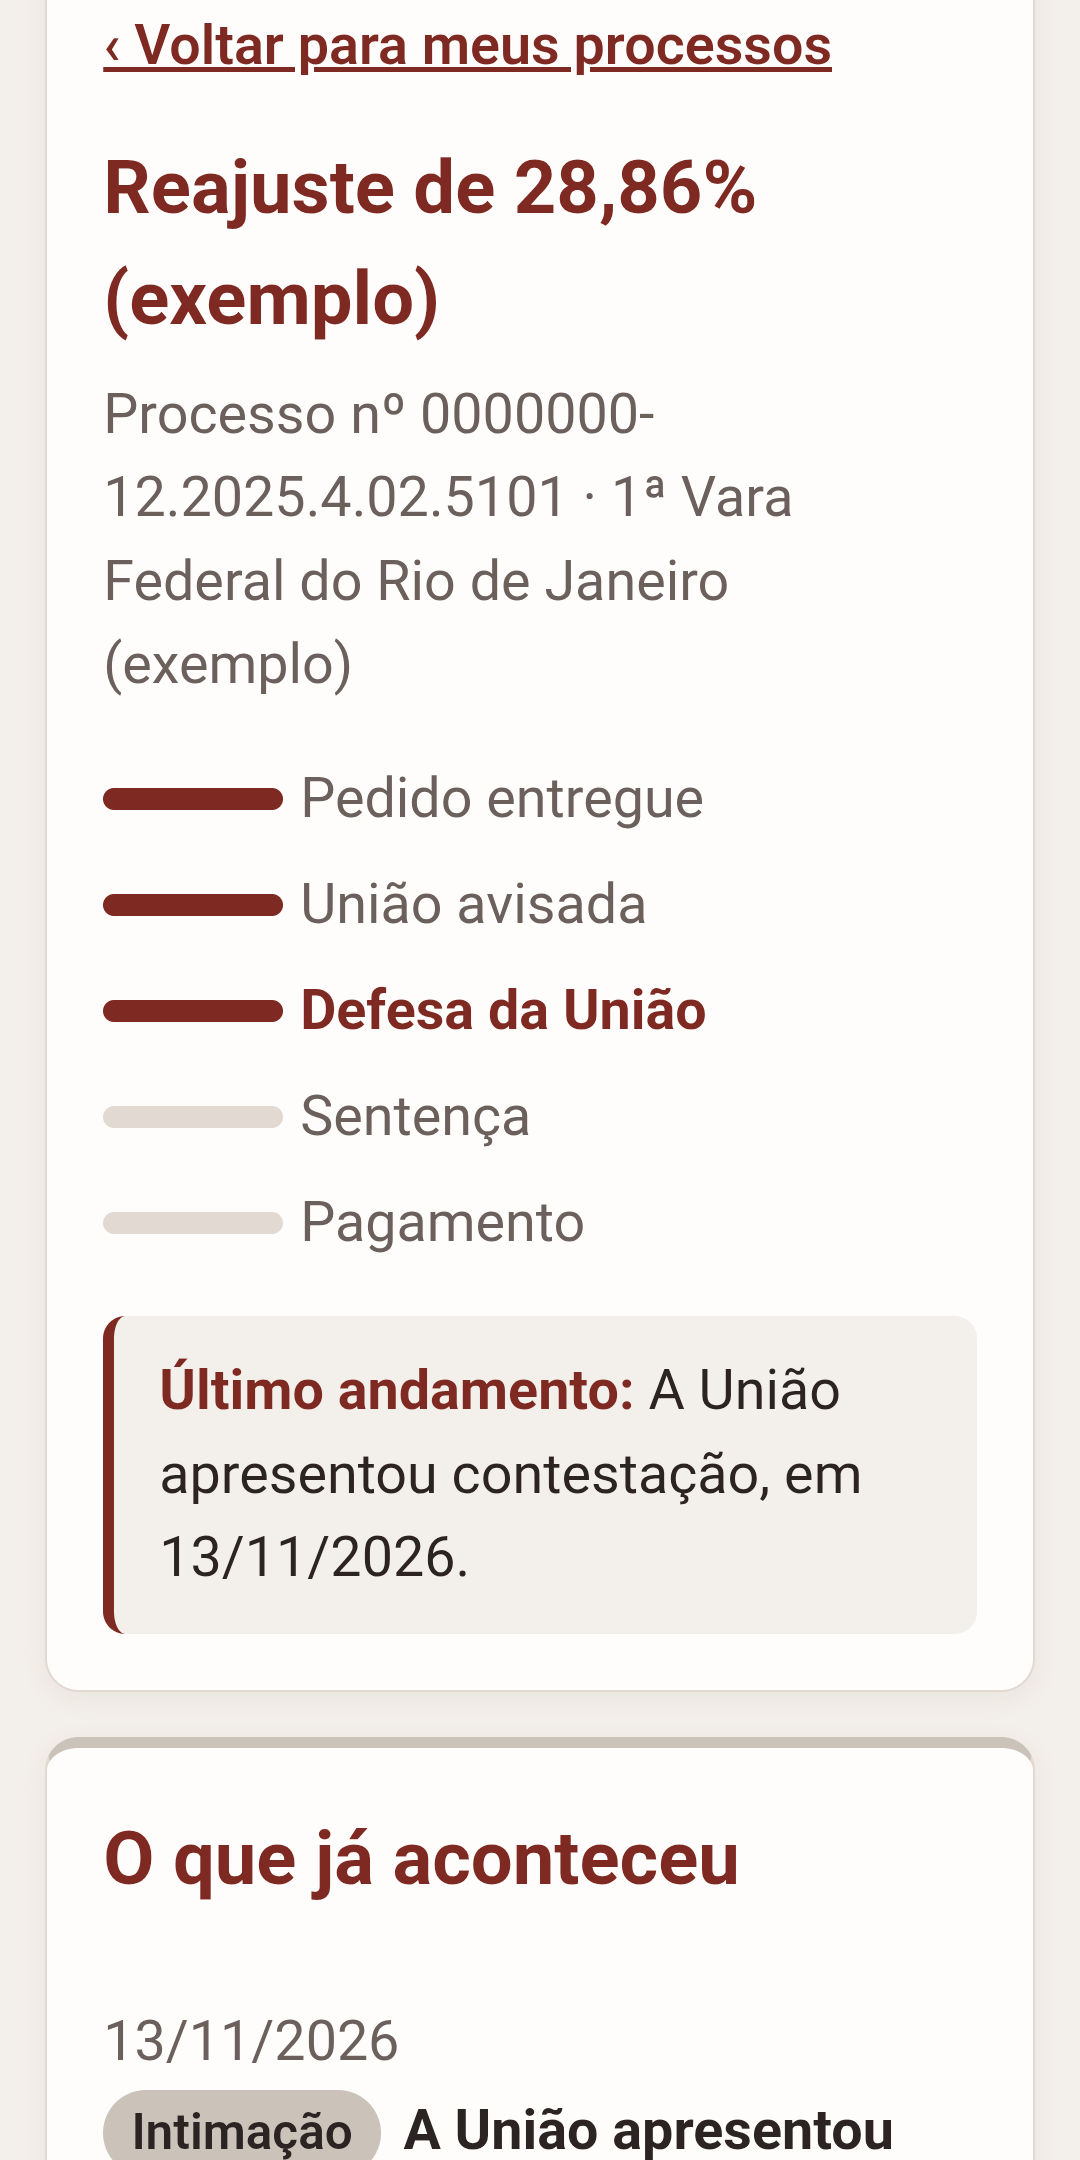 ‹ Voltar para meus processos
Reajuste de 28,86%
(exemplo)
Processo nº 0000000-
12.2025.4.02.5101 · 1ª Vara
Federal do Rio de Janeiro
(exemplo)
Pedido entregue
União avisada
Defesa da União
Sentença
Pagamento
Último andamento: A União
apresentou contestação, em
13/11/2026.
O que já aconteceu
13/11/2026
Intimação A União apresentou